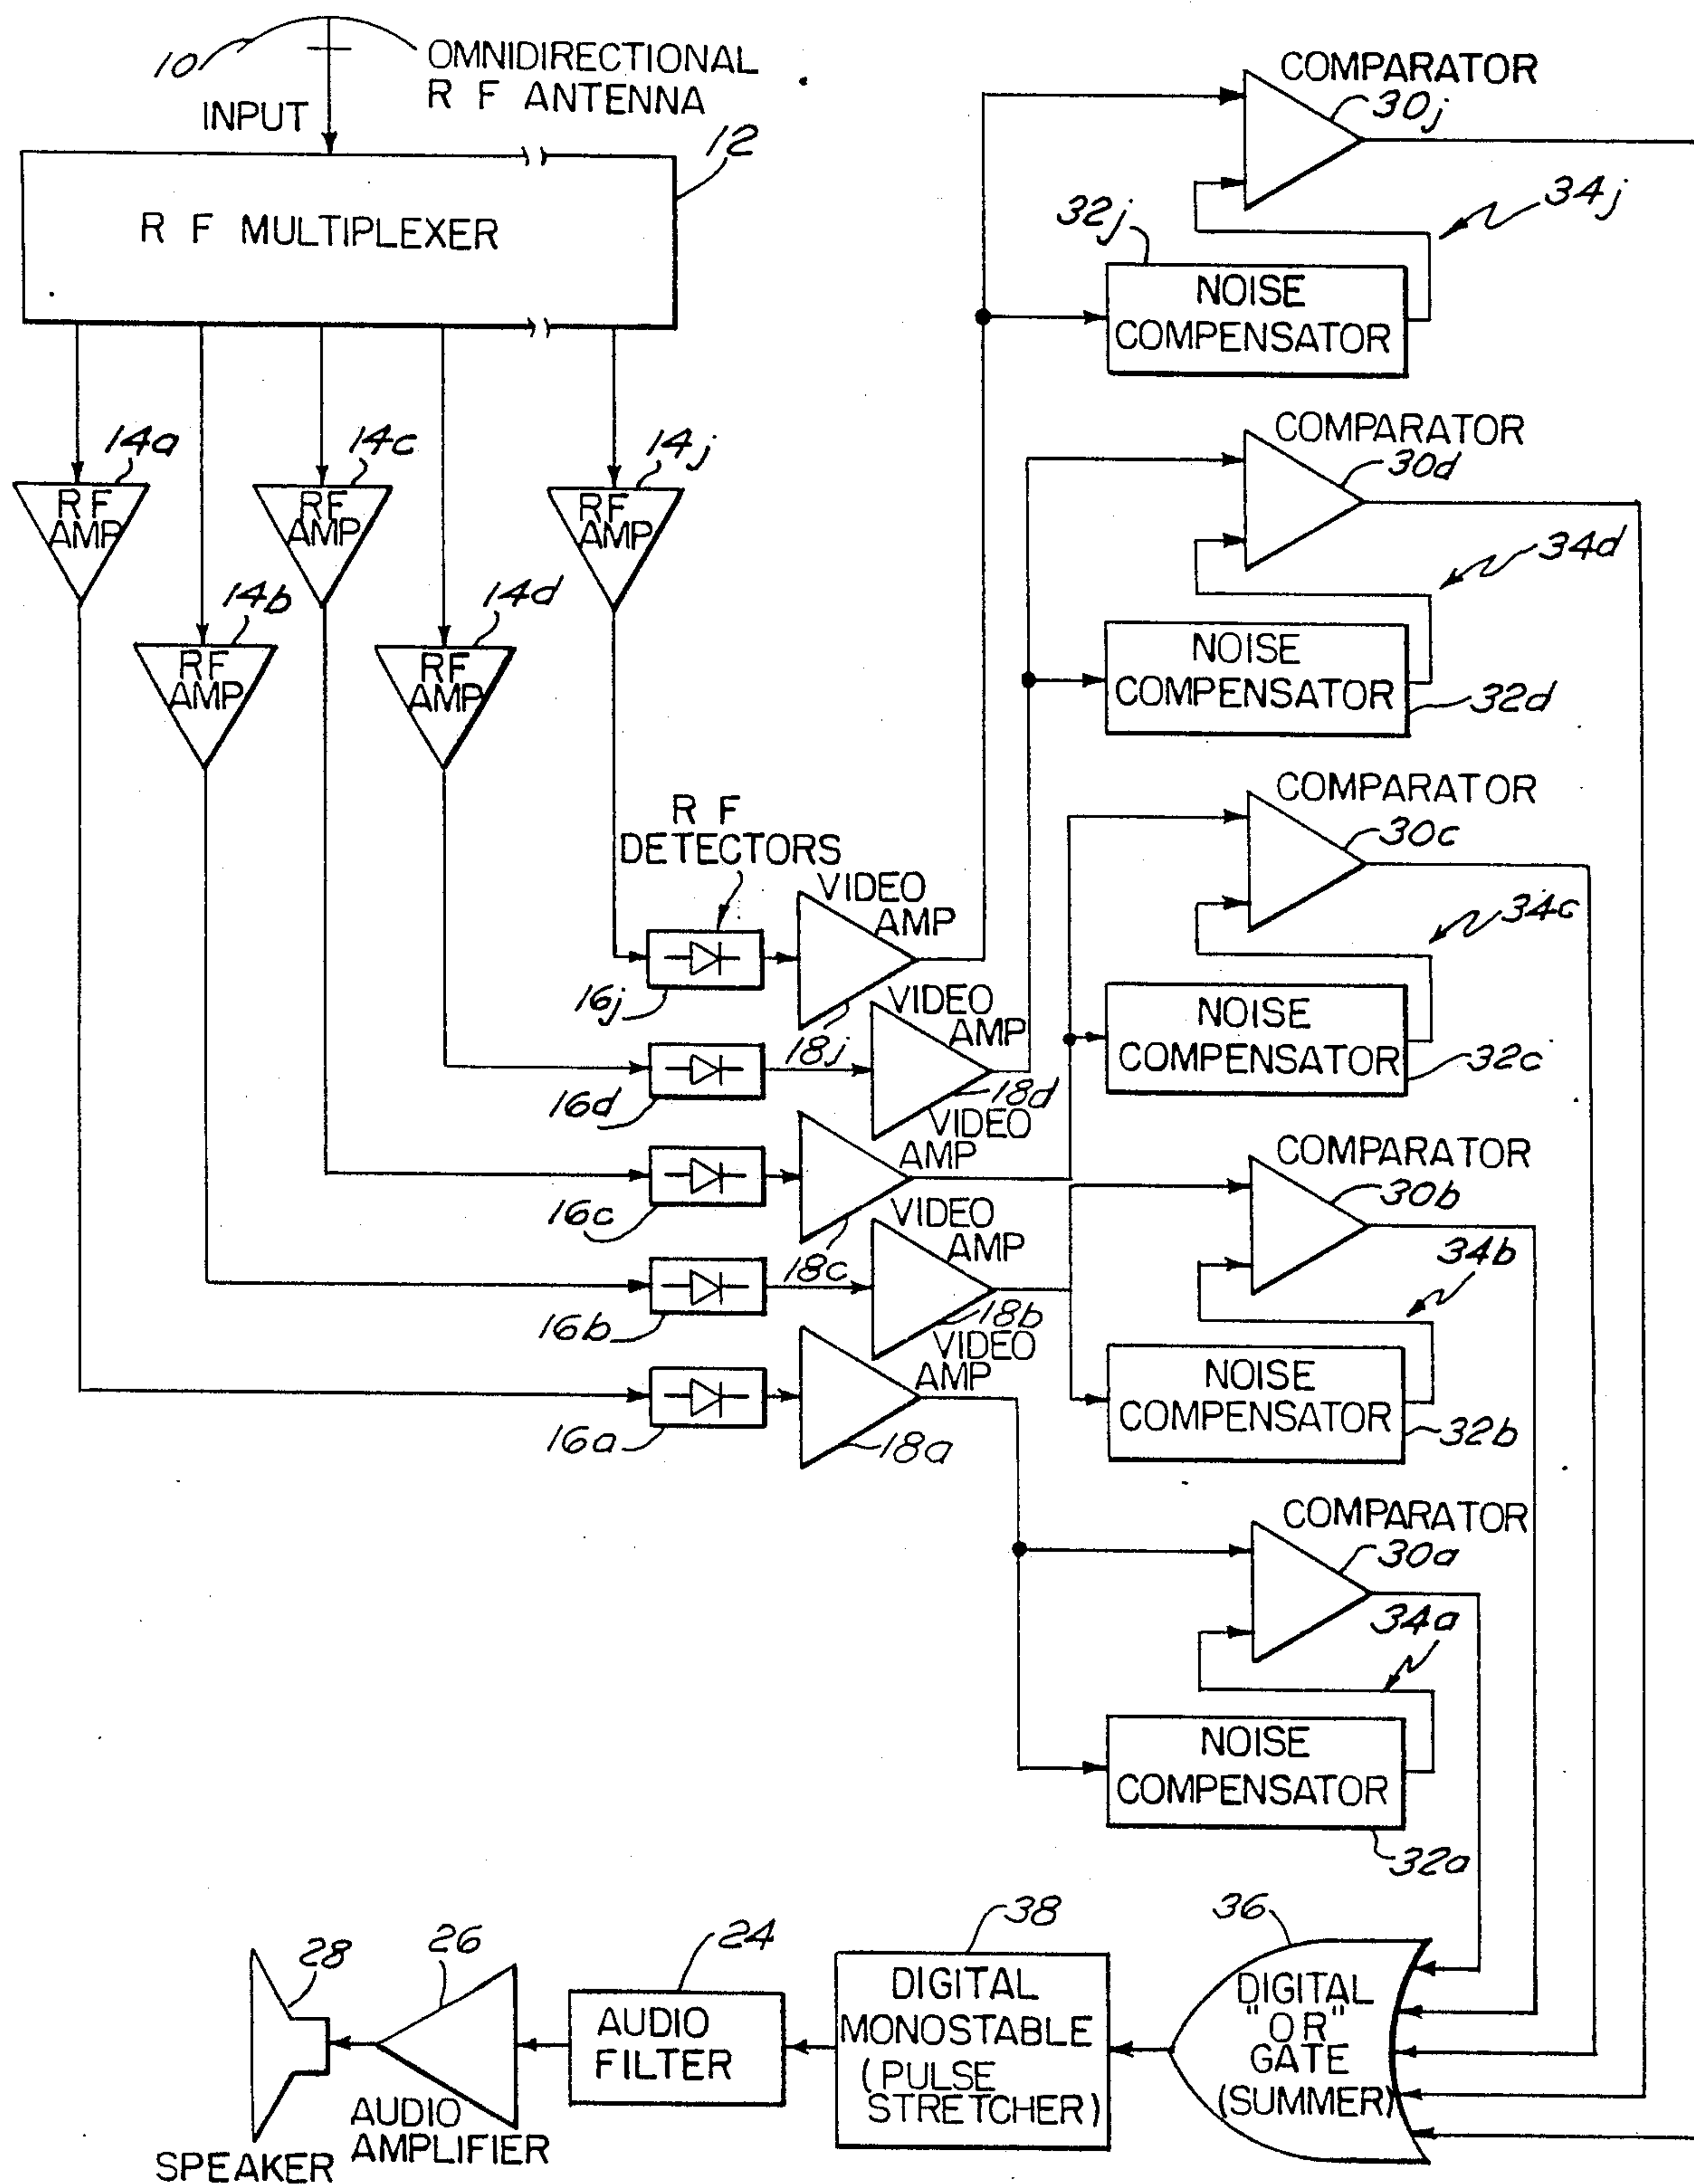 10
OMNIDIRECTIONAL
R F ANTENNA
INPUT
12
R F MULTIPLEXER
14a
RF
AMP
14c
RF
AMP
14j
RF
AMP
14b
RF
AMP
14d
RF
AMP
COMPARATOR
30j
34j
32j
NOISE
COMPENSATOR
COMPARATOR
30d
34d
NOISE
COMPENSATOR
32d
COMPARATOR
30c
34c
NOISE
COMPENSATOR
32c
COMPARATOR
30b
34b
NOISE
COMPENSATOR
32b
COMPARATOR
30a
34a
NOISE
COMPENSATOR
32a
R F
DETECTORS
VIDEO
AMP
16j
18j
VIDEO
AMP
16d
18d
VIDEO
AMP
16c
18c
VIDEO
AMP
16b
18b
VIDEO
AMP
16a
18a
36
DIGITAL
"OR"
GATE
(SUMMER)
38
DIGITAL
MONOSTABLE
(PULSE
STRETCHER)
24
AUDIO
FILTER
26
AUDIO
AMPLIFIER
28
SPEAKER